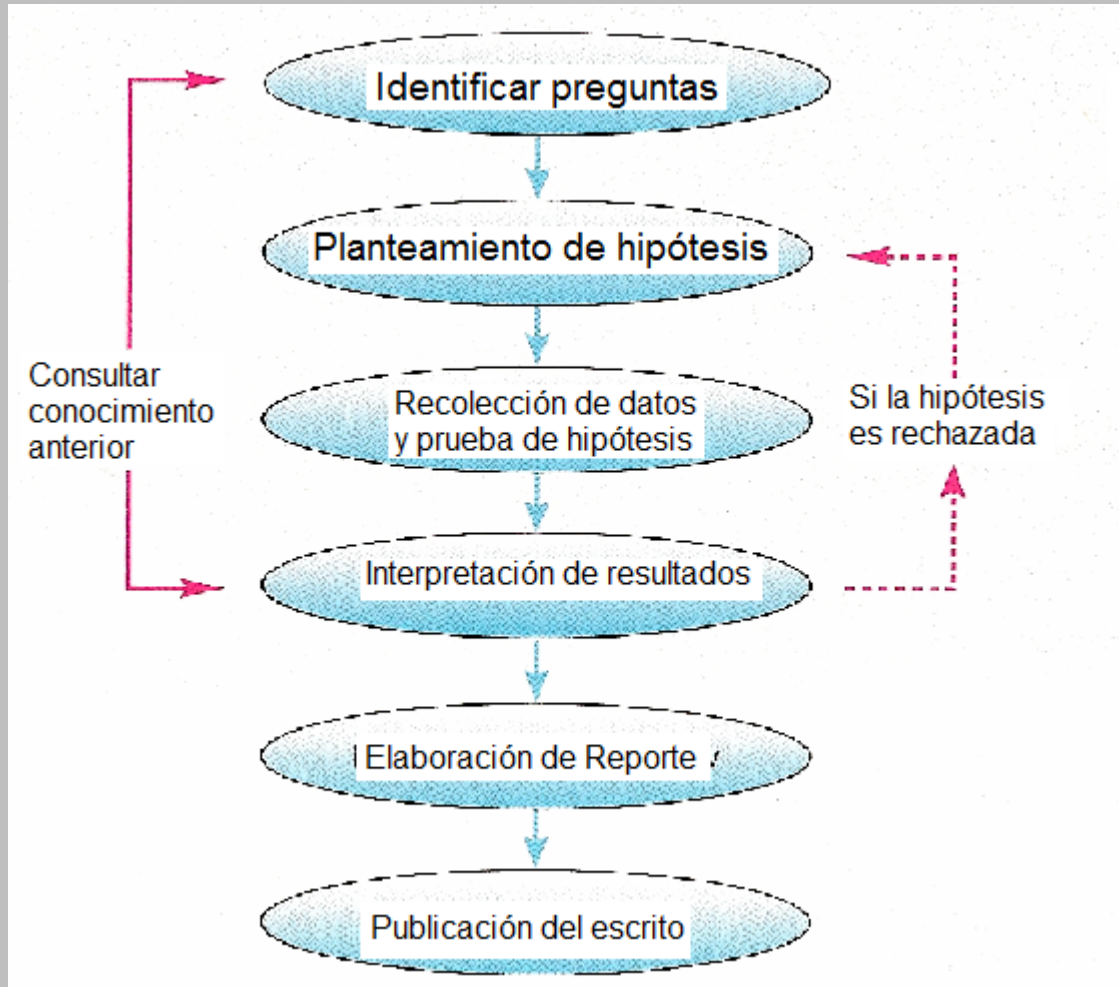 Identificar preguntas
Planteamiento de hipótesis
Consultar
conocimiento
anterior
Recolección de datos
y prueba de hipótesis
Si la hipótesis
es rechazada
Interpretación de resultados
Elaboración de Reporte
Publicación del escrito